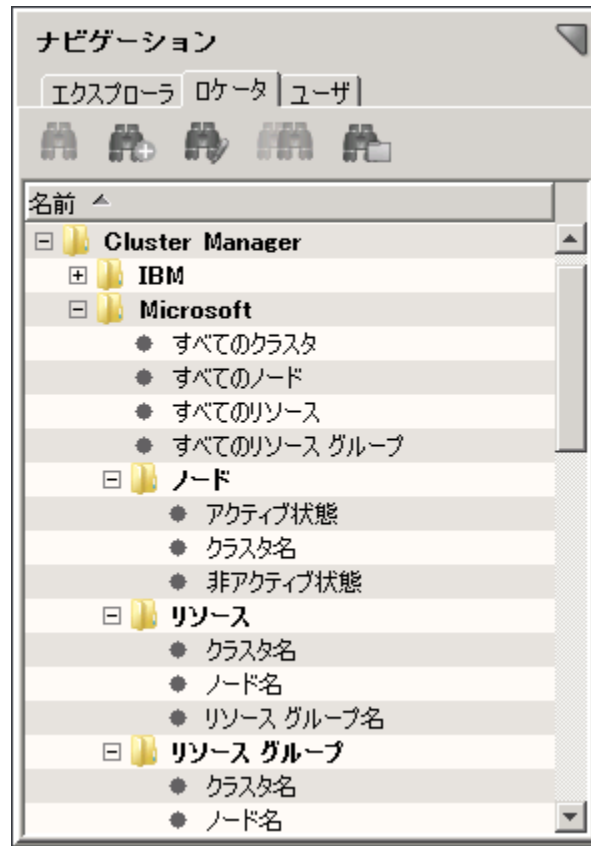 ナビゲーション
エクスプローラ ロケータ ユーザ
名前
Cluster Manager
IBM
Microsoft
すべてのクラスタ
すべてのノード
すべてのリソース
すべてのリソース グループ
ノード
アクティブ状態
クラスタ名
非アクティブ状態
リソース
クラスタ名
ノード名
リソース グループ名
リソース グループ
クラスタ名
ノード名